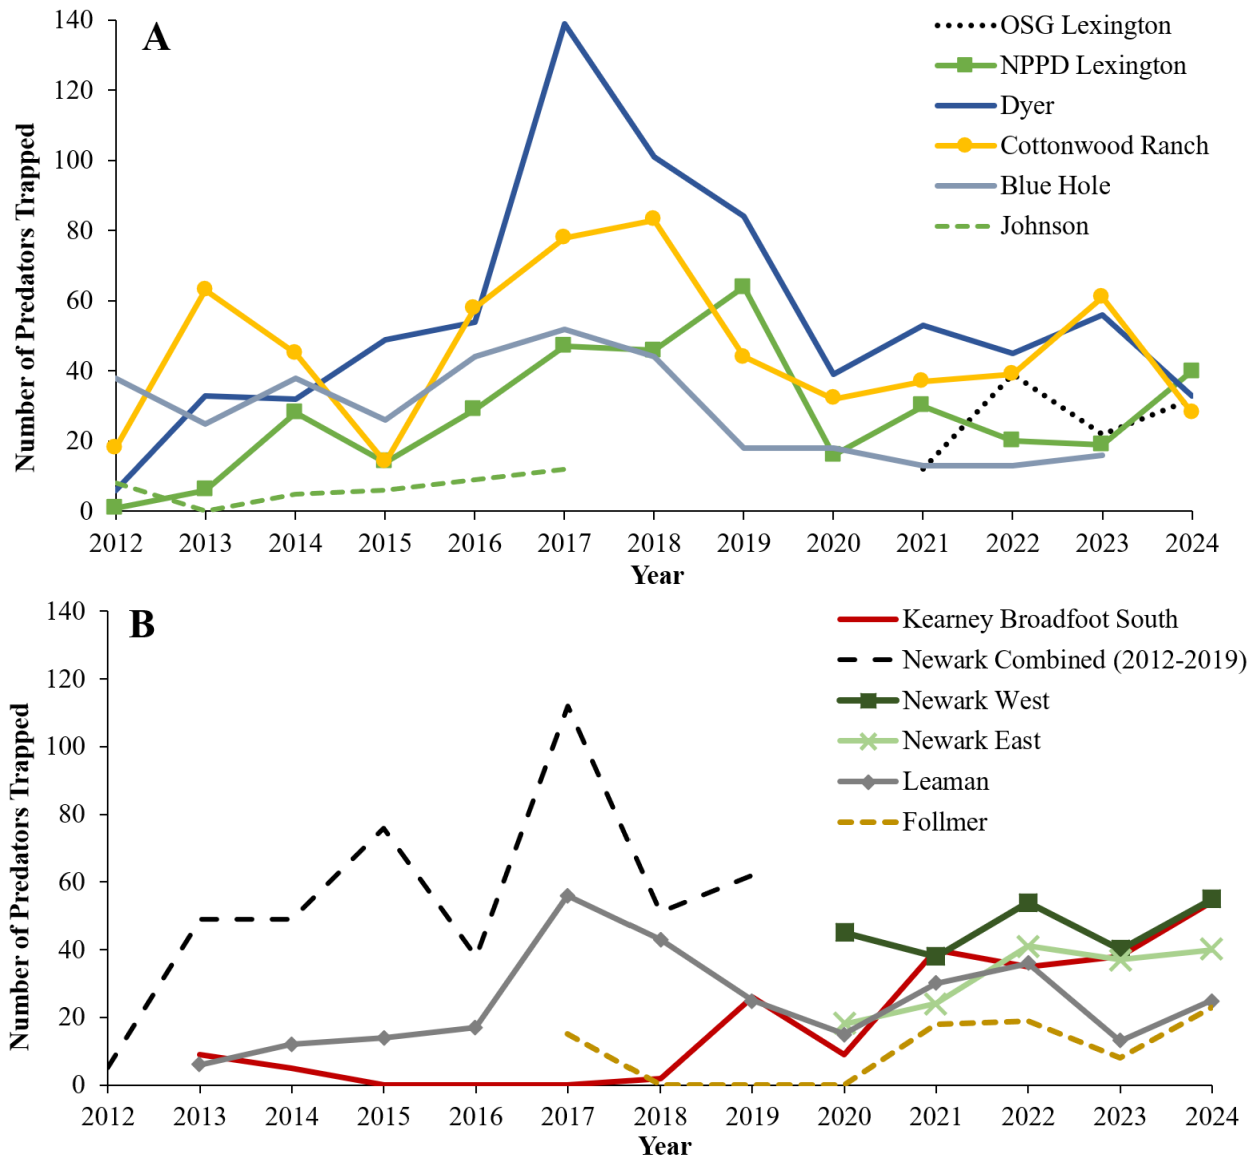 A
OSG Lexington
NPPD Lexington
Dyer
Cottonwood Ranch
Blue Hole
Johnson
Number of Predators Trapped
140
120
100
80
60
40
20
0
2012 2013 2014 2015 2016 2017 2018 2019 2020 2021 2022 2023 2024
Year
B
Kearney Broadfoot South
Newark Combined (2012-2019)
Newark West
Newark East
Leaman
Follmer
Number of Predators Trapped
140
120
100
80
60
40
20
0
2012 2013 2014 2015 2016 2017 2018 2019 2020 2021 2022 2023 2024
Year